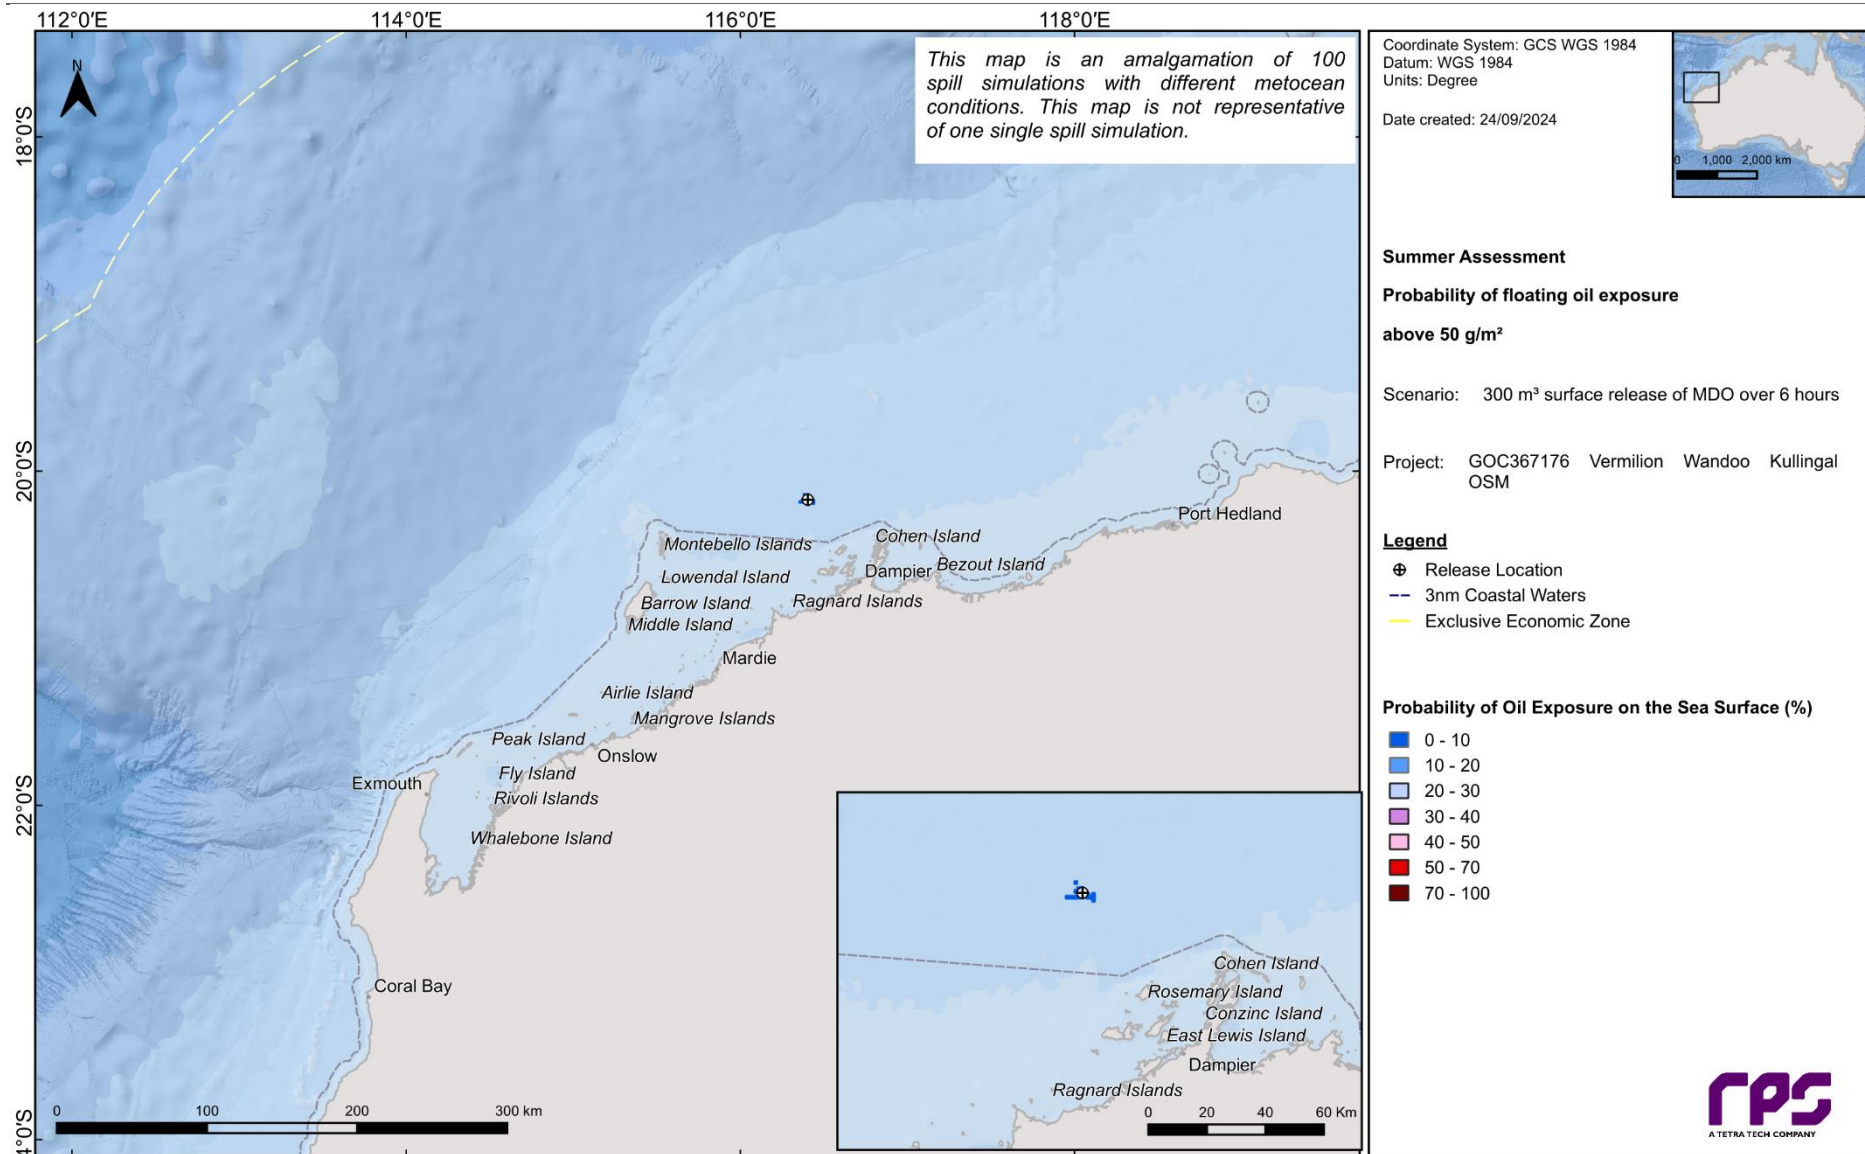 112°0'E
114°0'E
116°0'E
118°0'E
18°0'S
20°0'S
22°0'S
4°0'S
N
This map is an amalgamation of 100
spill simulations with different metocean
conditions. This map is not representative
of one single spill simulation.
Montebello Islands
Cohen Island
Port Hedland
Lowendal Island
Dampier
Bezout Island
Barrow Island
Ragnard Islands
Middle Island
Mardie
Airlie Island
Mangrove Islands
Peak Island
Onslow
Fly Island
Exmouth
Rivoli Islands
Whalebone Island
Coral Bay
0 100 200 300 km
Cohen Island
Rosemary Island
Conzinc Island
East Lewis Island
Dampier
Ragnard Islands
0 20 40 60 Km
Coordinate System: GCS WGS 1984
Datum: WGS 1984
Units: Degree
Date created: 24/09/2024
0 1,000 2,000 km
Summer Assessment
Probability of floating oil exposure
above 50 g/m²
Scenario: 300 m³ surface release of MDO over 6 hours
Project: GOC367176 Vermilion Wandoo Kullingal
OSM
Legend
Release Location
3nm Coastal Waters
Exclusive Economic Zone
Probability of Oil Exposure on the Sea Surface (%)
0 - 10
10 - 20
20 - 30
30 - 40
40 - 50
50 - 70
70 - 100
rps
A TETRA TECH COMPANY